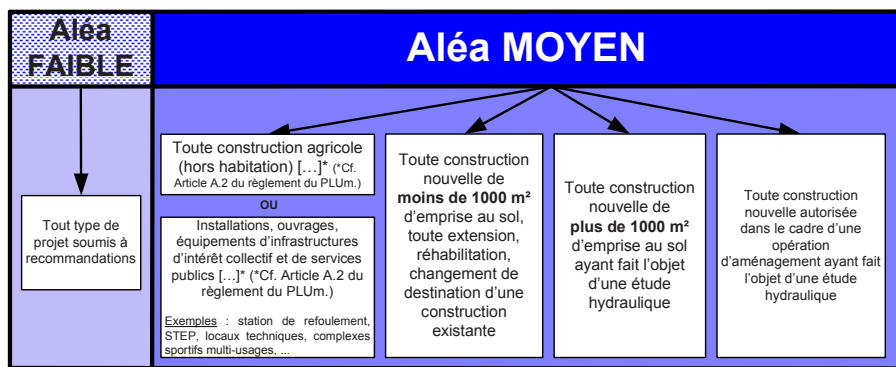 Aléa
FAIBLE
Aléa MOYEN
Tout type de
projet soumis à
recommandations
Toute construction agricole
(hors habitation) […]* (*Cf.
Article A.2 du règlement du PLUm.)
OU
Installations, ouvrages,
équipements d’infrastructures
d’intérêt collectif et de services
publics […]* (*Cf. Article A.2 du
règlement du PLUm.)
Exemples : station de refoulement,
STEP, locaux techniques, complexes
sportifs multi-usages, ...
Toute construction
nouvelle de
moins de 1000 m²
d’emprise au sol,
toute extension,
réhabilitation,
changement de
destination d’une
construction
existante
Toute construction
nouvelle de
plus de 1000 m²
d’emprise au sol
ayant fait l’objet
d’une étude
hydraulique
Toute construction
nouvelle autorisée
dans le cadre d’une
opération
d’aménagement ayant fait
l’objet d’une étude
hydraulique